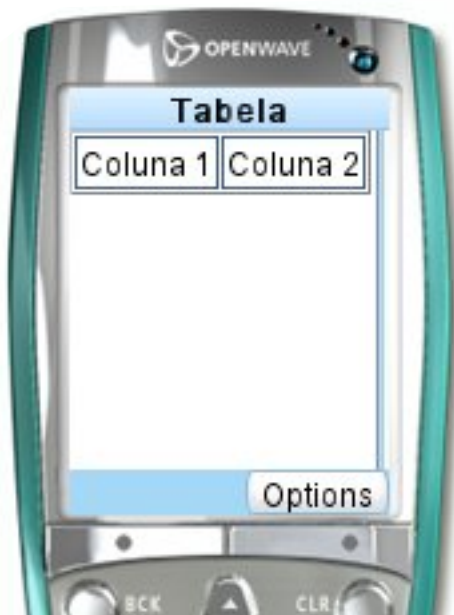 OPENWAVE
Tabela
Coluna 1 Coluna 2
Options
BCK CLR